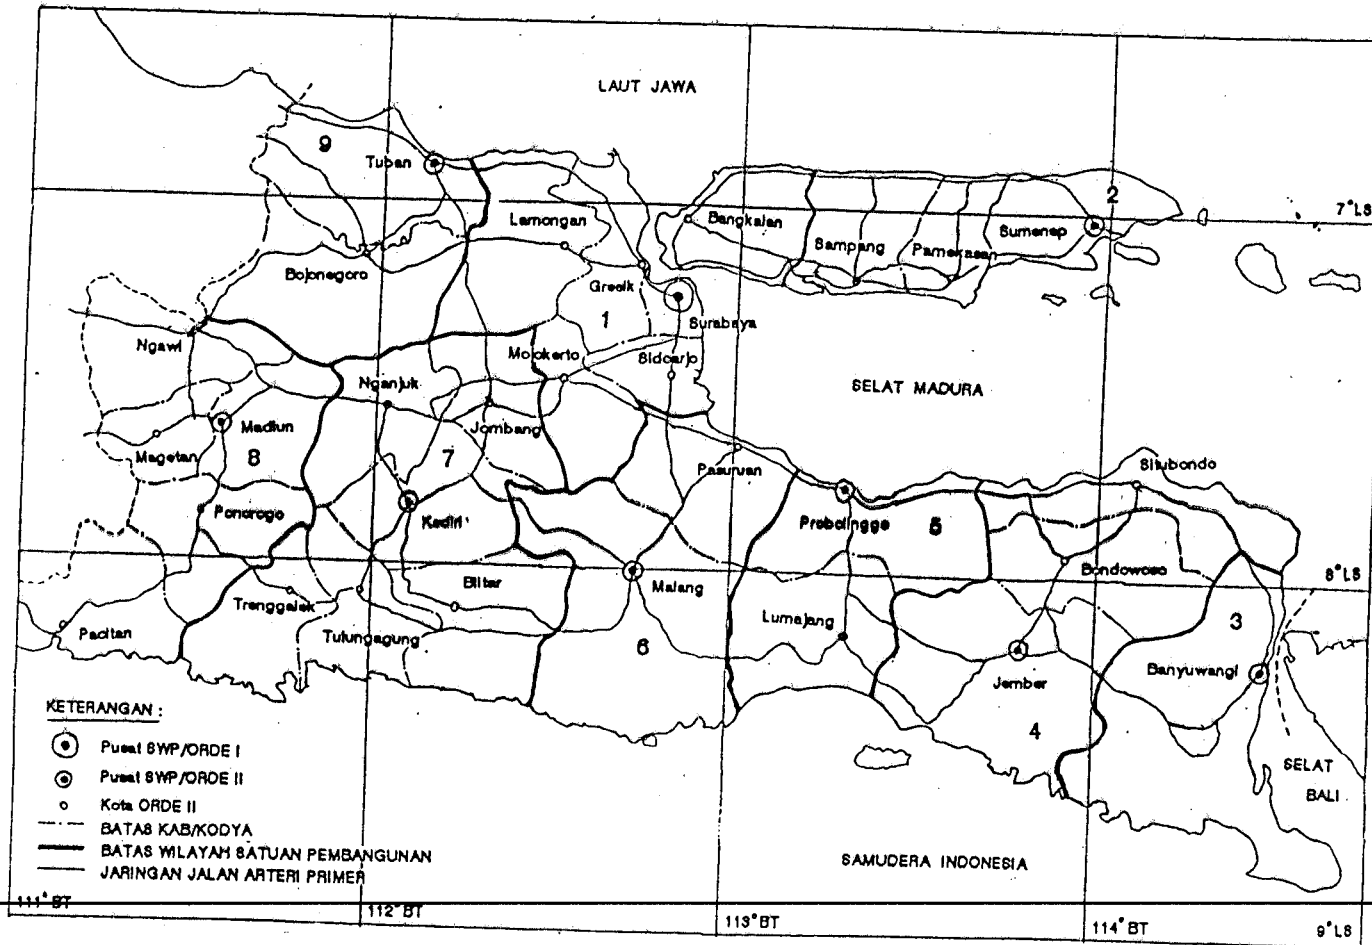 LAUT JAWA
9
Tuban
2
7° LS
Lamongan
Bangkalan
Sampang
Pamekasan
Sumenep
Bojonegoro
Gresik
1
Surabaya
Ngawi
Mojokerto
Sidoarjo
Nganjuk
SELAT MADURA
Madiun
Jombang
Magetan
8
7
Pasuruan
Situbondo
Ponorogo
Kediri
Probolinggo
5
Blitar
Malang
Bondowoso
8° LS
Trenggalek
Lumajang
3
Pacitan
Tulungagung
6
Banyuwangi
Jember
4
KETERANGAN :
Pusat SWP/ORDE I
Pusat SWP/ORDE II
Kota ORDE II
BATAS KAB/KODYA
BATAS WILAYAH SATUAN PEMBANGUNAN
JARINGAN JALAN ARTERI PRIMER
SELAT
BALI
SAMUDERA INDONESIA
111° BT
112° BT
113° BT
114° BT
9° LS